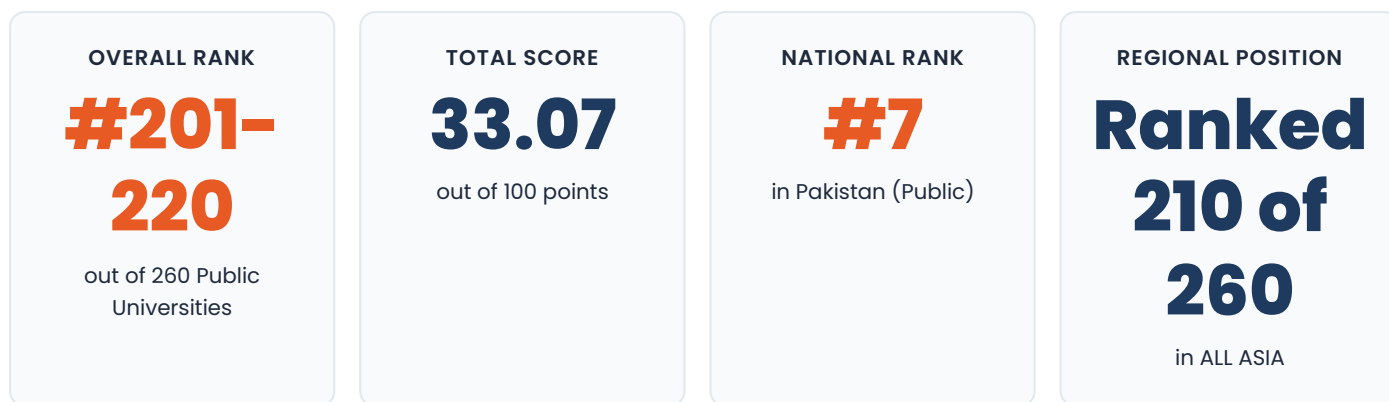 OVERALL RANK
#201–
220
out of 260 Public
Universities
TOTAL SCORE
33.07
out of 100 points
NATIONAL RANK
#7
in Pakistan (Public)
REGIONAL POSITION
Ranked
210 of
260
in ALL ASIA